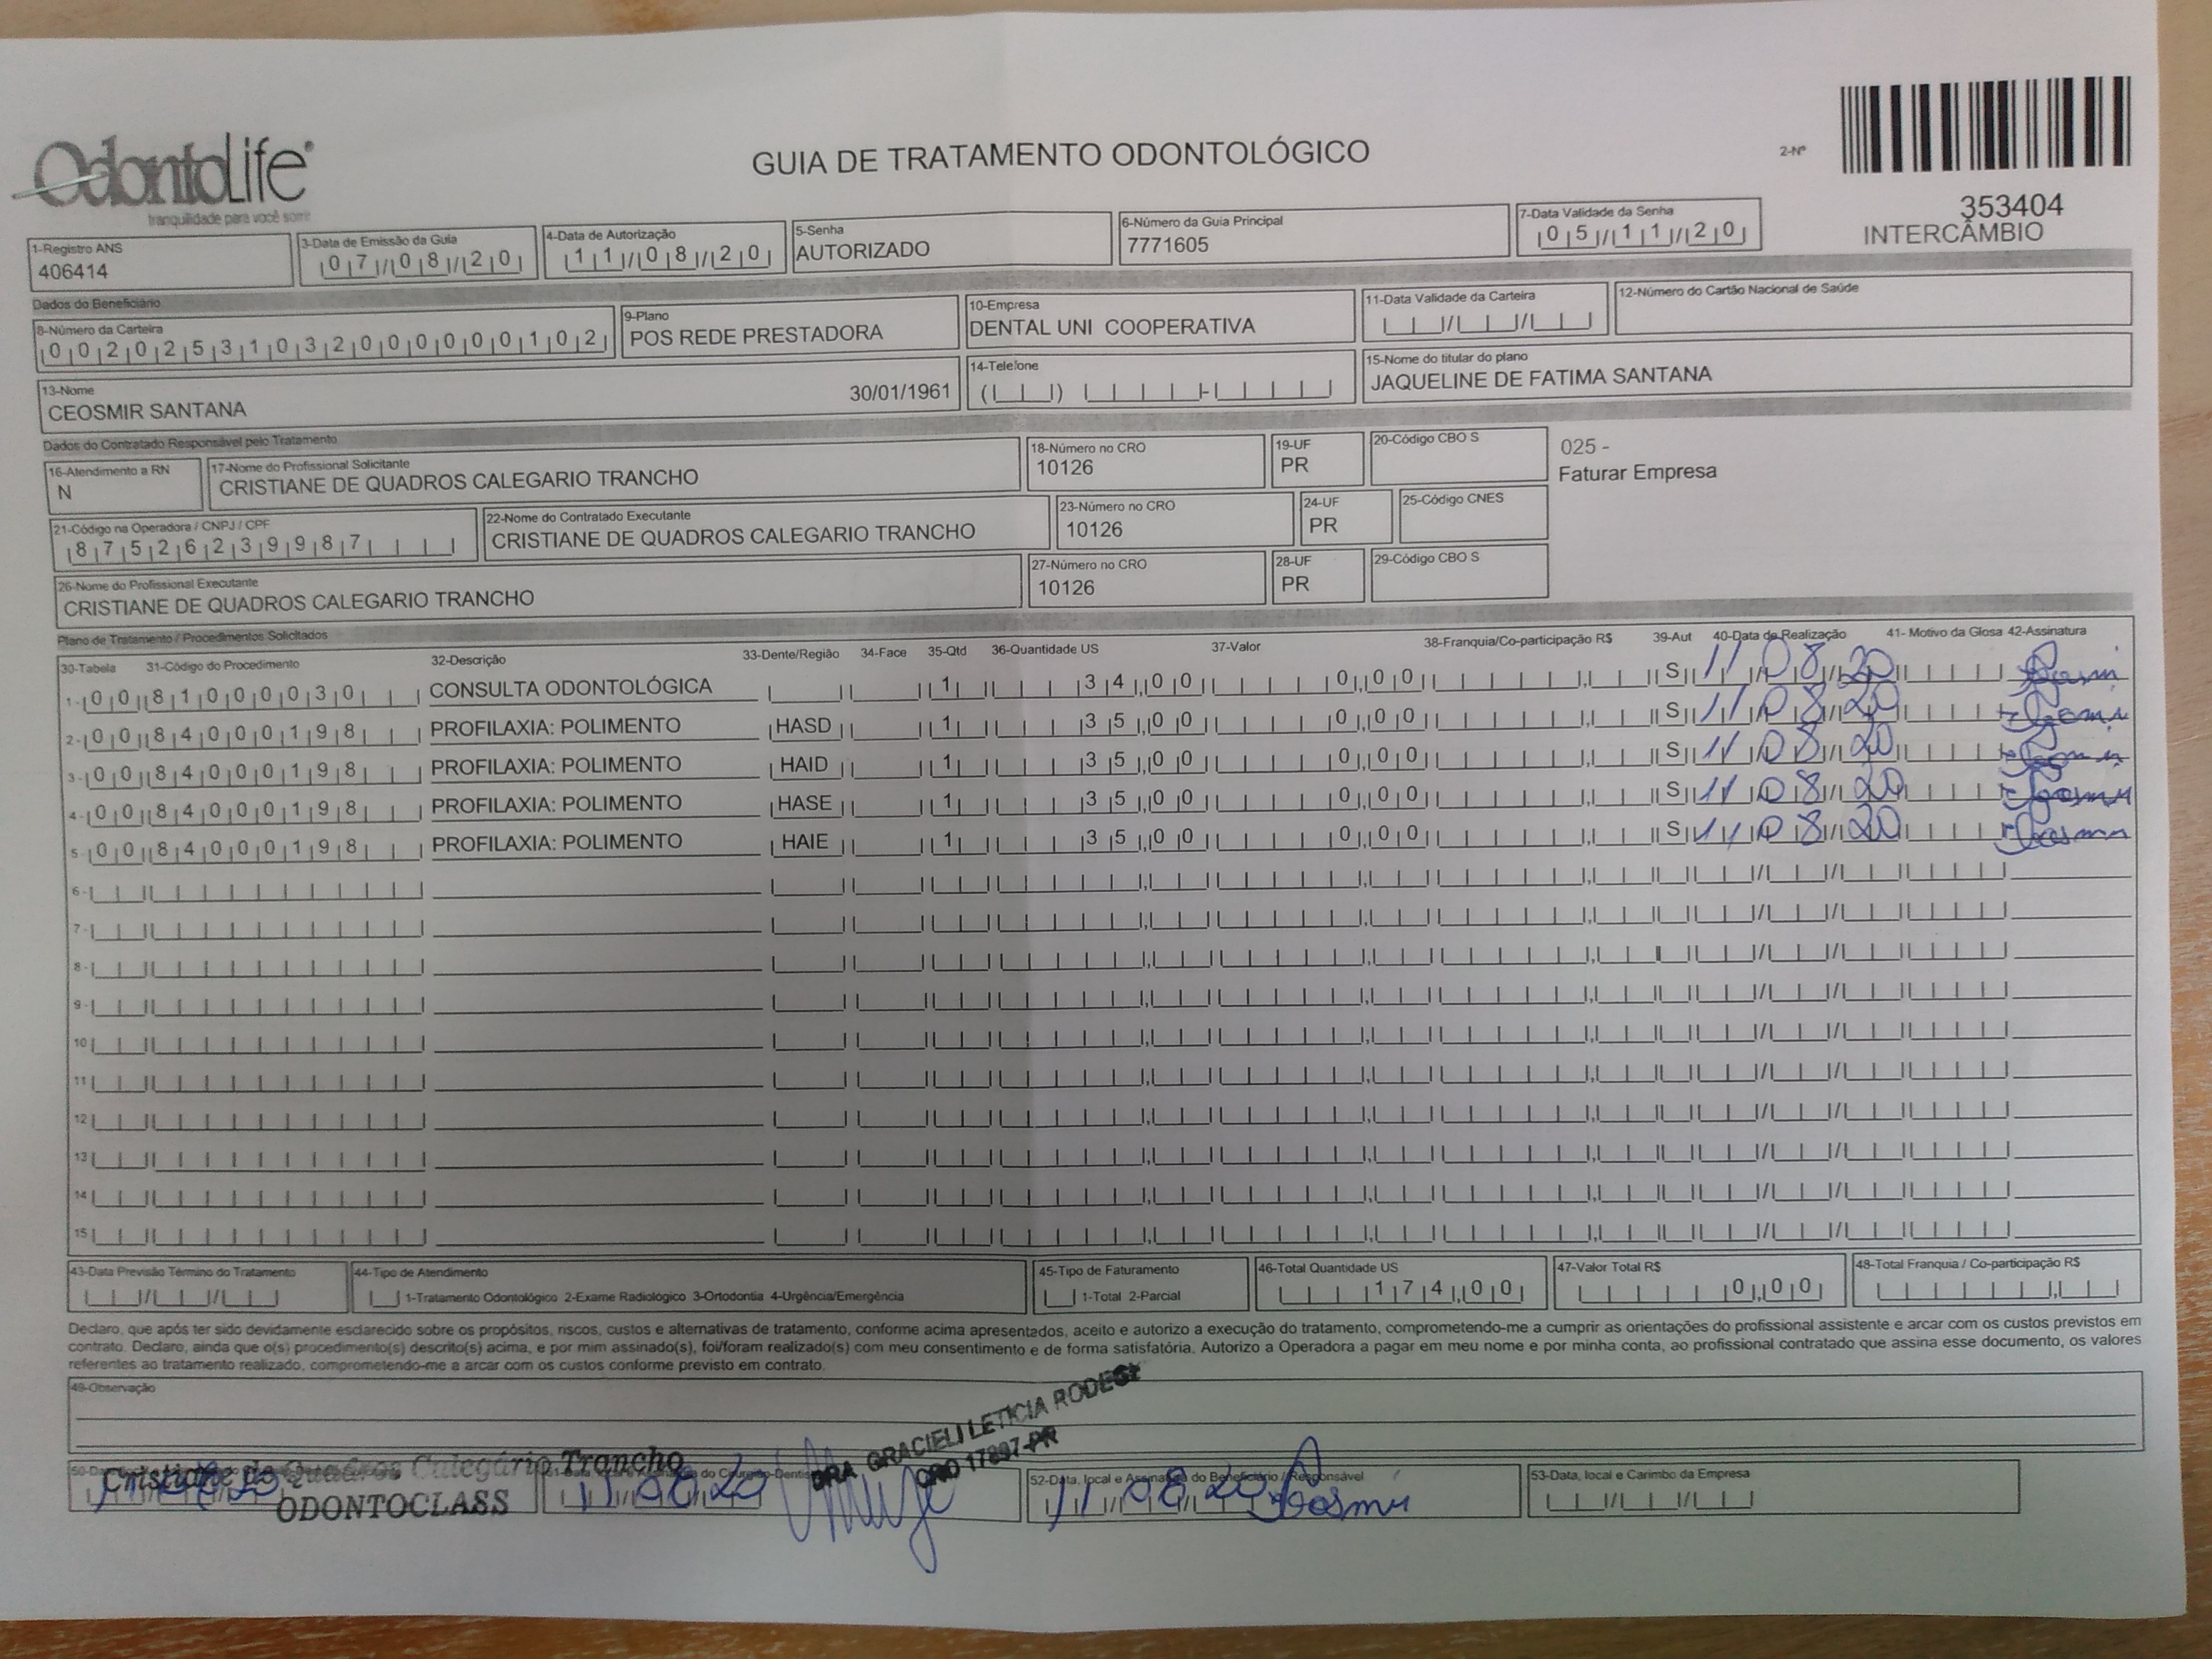 OdontoLife®
tranquilidade para você sorrir
GUIA DE TRATAMENTO ODONTOLÓGICO
2-Nº
353404
INTERCÂMBIO
1-Registro ANS
406414
3-Data de Emissão da Guia
07/08/20
4-Data de Autorização
11/08/20
5-Senha
AUTORIZADO
6-Número da Guia Principal
7771605
7-Data Validade da Senha
05/11/20
Dados do Beneficiário
8-Número da Carteira
00202531032000000102
9-Plano
POS REDE PRESTADORA
10-Empresa
DENTAL UNI COOPERATIVA
11-Data Validade da Carteira
12-Número do Cartão Nacional de Saúde
13-Nome
CEOSMIR SANTANA 30/01/1961
14-Telefone
15-Nome do titular do plano
JAQUELINE DE FATIMA SANTANA
Dados do Contratado Responsável pelo Tratamento
16-Atendimento a RN
N
17-Nome do Profissional Solicitante
CRISTIANE DE QUADROS CALEGARIO TRANCHO
18-Número no CRO
10126
19-UF
PR
20-Código CBO S
025 -
Faturar Empresa
21-Código na Operadora / CNPJ / CPF
87526239987
22-Nome do Contratado Executante
CRISTIANE DE QUADROS CALEGARIO TRANCHO
23-Número no CRO
10126
24-UF
PR
25-Código CNES
26-Nome do Profissional Executante
CRISTIANE DE QUADROS CALEGARIO TRANCHO
27-Número no CRO
10126
28-UF
PR
29-Código CBO S
Plano de Tratamento / Procedimentos Solicitados
30-Tabela 31-Código do Procedimento 32-Descrição 33-Dente/Região 34-Face 35-Qtd 36-Quantidade US 37-Valor 38-Franquia/Co-participação R$ 39-Aut 40-Data de Realização 41- Motivo da Glosa 42-Assinatura
1- 00 81000030 CONSULTA ODONTOLÓGICA 1 34,00 0,00 S 11/08/20
2- 00 84000198 PROFILAXIA: POLIMENTO HASD 1 35,00 0,00 S 11/08/20
3- 00 84000198 PROFILAXIA: POLIMENTO HAID 1 35,00 0,00 S 11/08/20
4- 00 84000198 PROFILAXIA: POLIMENTO HASE 1 35,00 0,00 S 11/08/20
5- 00 84000198 PROFILAXIA: POLIMENTO HAIE 1 35,00 0,00 S 11/08/20
6-
7-
8-
9-
10
11
12
13
14
15
43-Data Previsão Término do Tratamento
44-Tipo de Atendimento
1-Tratamento Odontológico 2-Exame Radiológico 3-Ortodontia 4-Urgência/Emergência
45-Tipo de Faturamento
1-Total 2-Parcial
46-Total Quantidade US
174,00
47-Valor Total R$
0,00
48-Total Franquia / Co-participação R$
Declaro, que após ter sido devidamente esclarecido sobre os propósitos, riscos, custos e alternativas de tratamento, conforme acima apresentados, aceito e autorizo a execução do tratamento, comprometendo-me a cumprir as orientações do profissional assistente e arcar com os custos previstos em
contrato. Declaro, ainda que o(s) procedimento(s) descrito(s) acima, e por mim assinado(s), foi/foram realizado(s) com meu consentimento e de forma satisfatória. Autorizo a Operadora a pagar em meu nome e por minha conta, ao profissional contratado que assina esse documento, os valores
referentes ao tratamento realizado, comprometendo-me a arcar com os custos conforme previsto em contrato.
49-Observação
Cristiane de Quadros Calegário Trancho
ODONTOCLASS
11/08/20
DRA GRACIELI LETICIA RODESI
CRO 17897-PR
52-Data, local e Assinatura do Beneficiário / Responsável
11/08/20
53-Data, local e Carimbo da Empresa